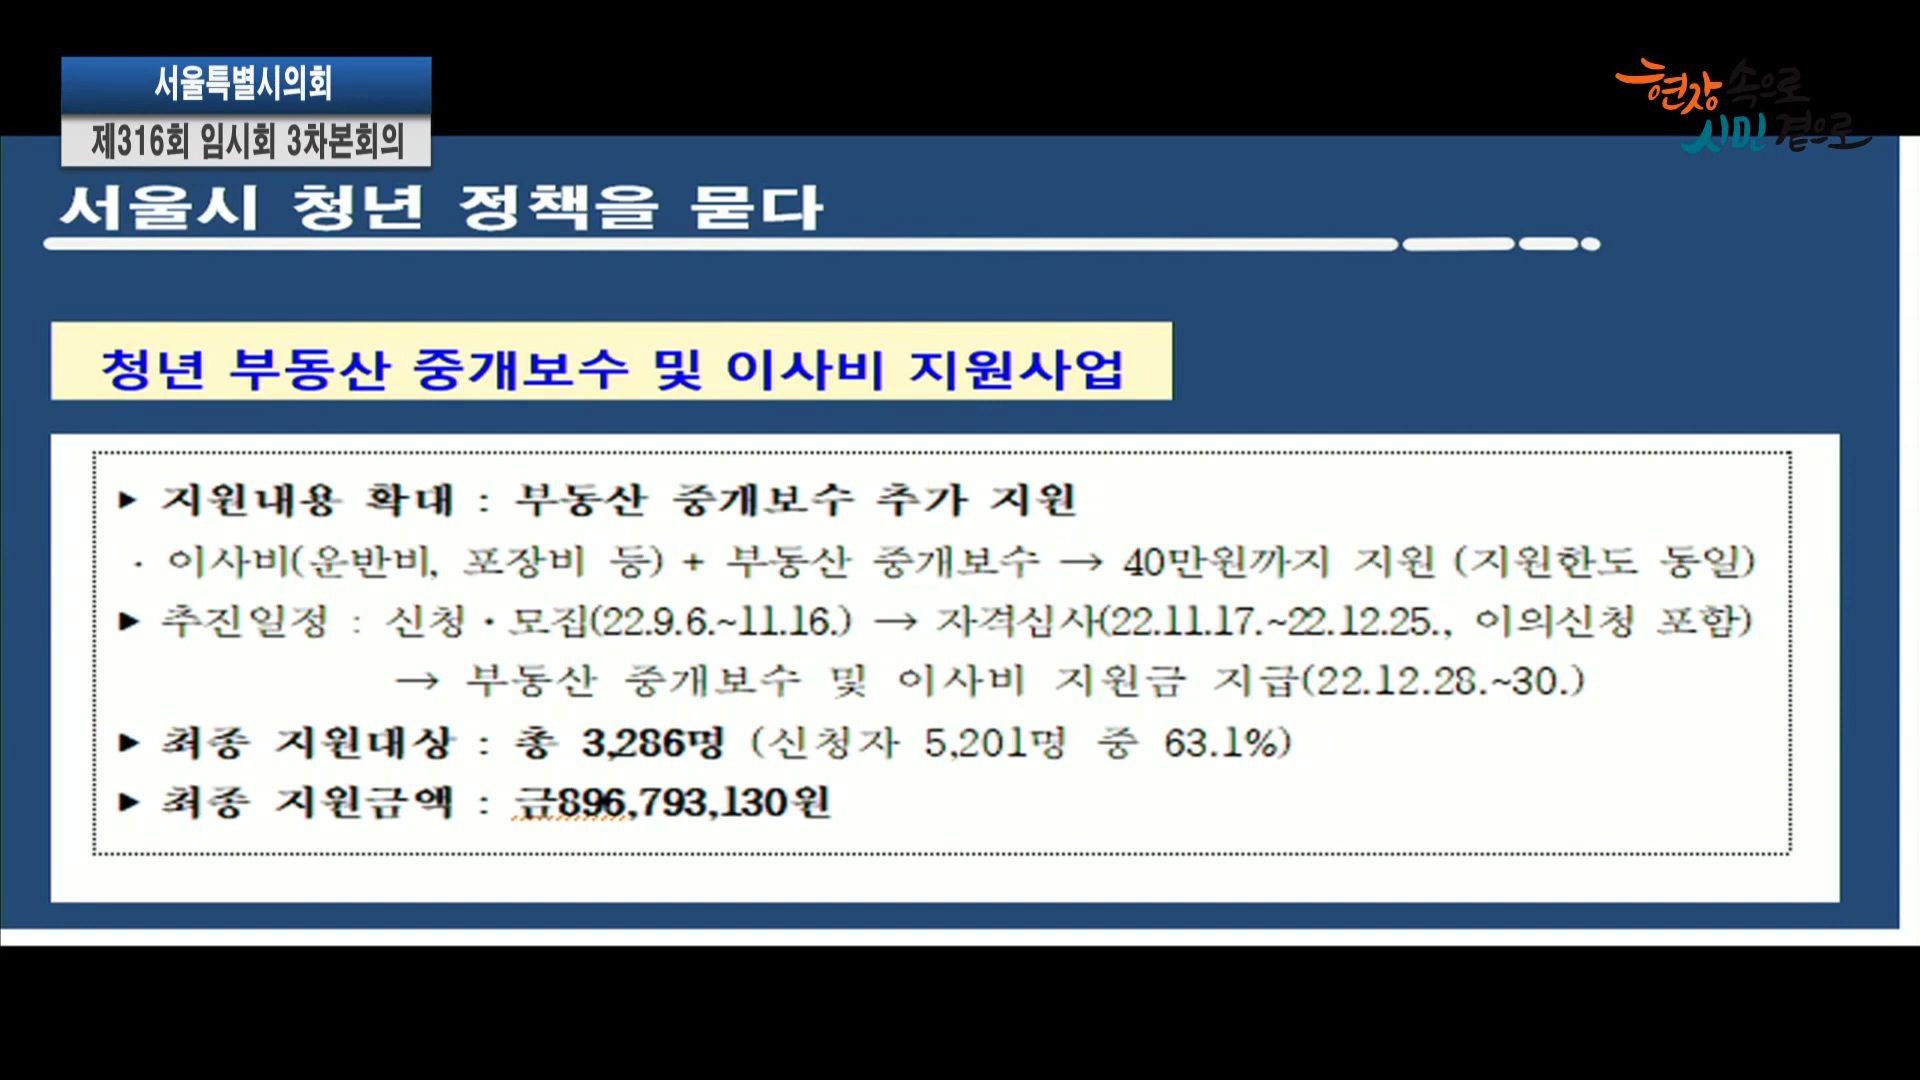 서울특별시의회
제316회 임시회 3차본회의
현장 속으로
시민 곁으로
서울시 청년 정책을 묻다
청년 부동산 중개보수 및 이사비 지원사업
▶ 지원내용 확대 : 부동산 중개보수 추가 지원
· 이사비(운반비, 포장비 등) + 부동산 중개보수 → 40만원까지 지원 (지원한도 동일)
▶ 추진일정 : 신청·모집(22.9.6.~11.16.) → 자격심사(22.11.17.~22.12.25., 이의신청 포함)
→ 부동산 중개보수 및 이사비 지원금 지급(22.12.28.~30.)
▶ 최종 지원대상 : 총 3,286명 (신청자 5,201명 중 63.1%)
▶ 최종 지원금액 : 금896,793,130원